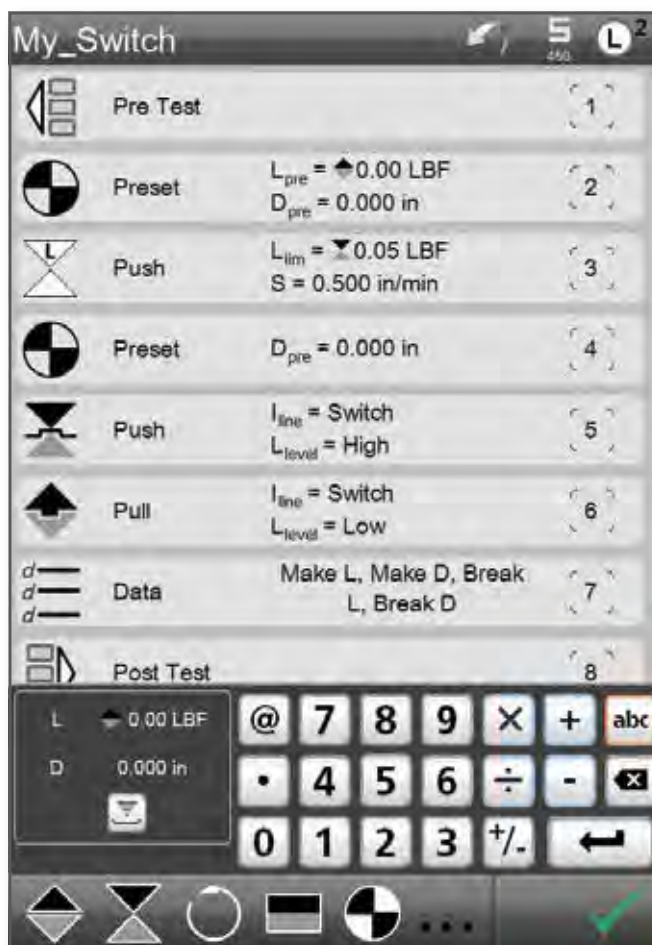 My_Switch
S
450
L 2
Pre Test
1
Preset
Lpre = 0.00 LBF
Dpre = 0.000 in
2
L
Push
Llim = 0.05 LBF
S = 0.500 in/min
3
Preset
Dpre = 0.000 in
4
Push
Iline = Switch
Llevel = High
5
Pull
Iline = Switch
Llevel = Low
6
d
d
d
Data
Make L, Make D, Break
L, Break D
7
Post Test
8
L 0.00 LBF
D 0.000 in
@ 7 8 9 × + abc
. 4 5 6 ÷ -
0 1 2 3 +/-
...